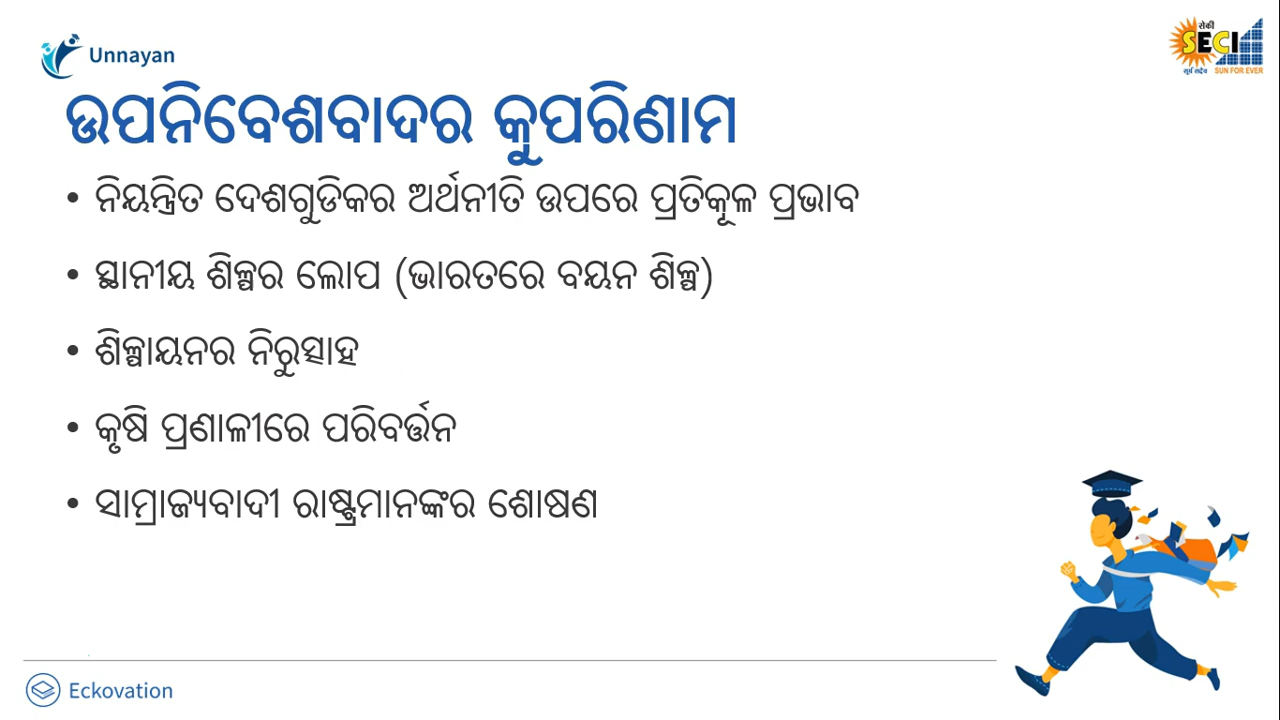 Unnayan
सेकी
SECI
सूर्य सदैव SUN FOR EVER
ଉପନିବେଶବାଦର କୁପରିଣାମ
• ନିୟନ୍ତ୍ରିତ ଦେଶଗୁଡିକର ଅର୍ଥନୀତି ଉପରେ ପ୍ରତିକୂଳ ପ୍ରଭାବ
• ସ୍ଥାନୀୟ ଶିଳ୍ପର ଲୋପ (ଭାରତରେ ବୟନ ଶିଳ୍ପ)
• ଶିଳ୍ପାୟନର ନିରୁତ୍ସାହ
• କୃଷି ପ୍ରଣାଳୀରେ ପରିବର୍ତ୍ତନ
• ସାମ୍ରାଜ୍ୟବାଦୀ ରାଷ୍ଟ୍ରମାନଙ୍କର ଶୋଷଣ
Eckovation